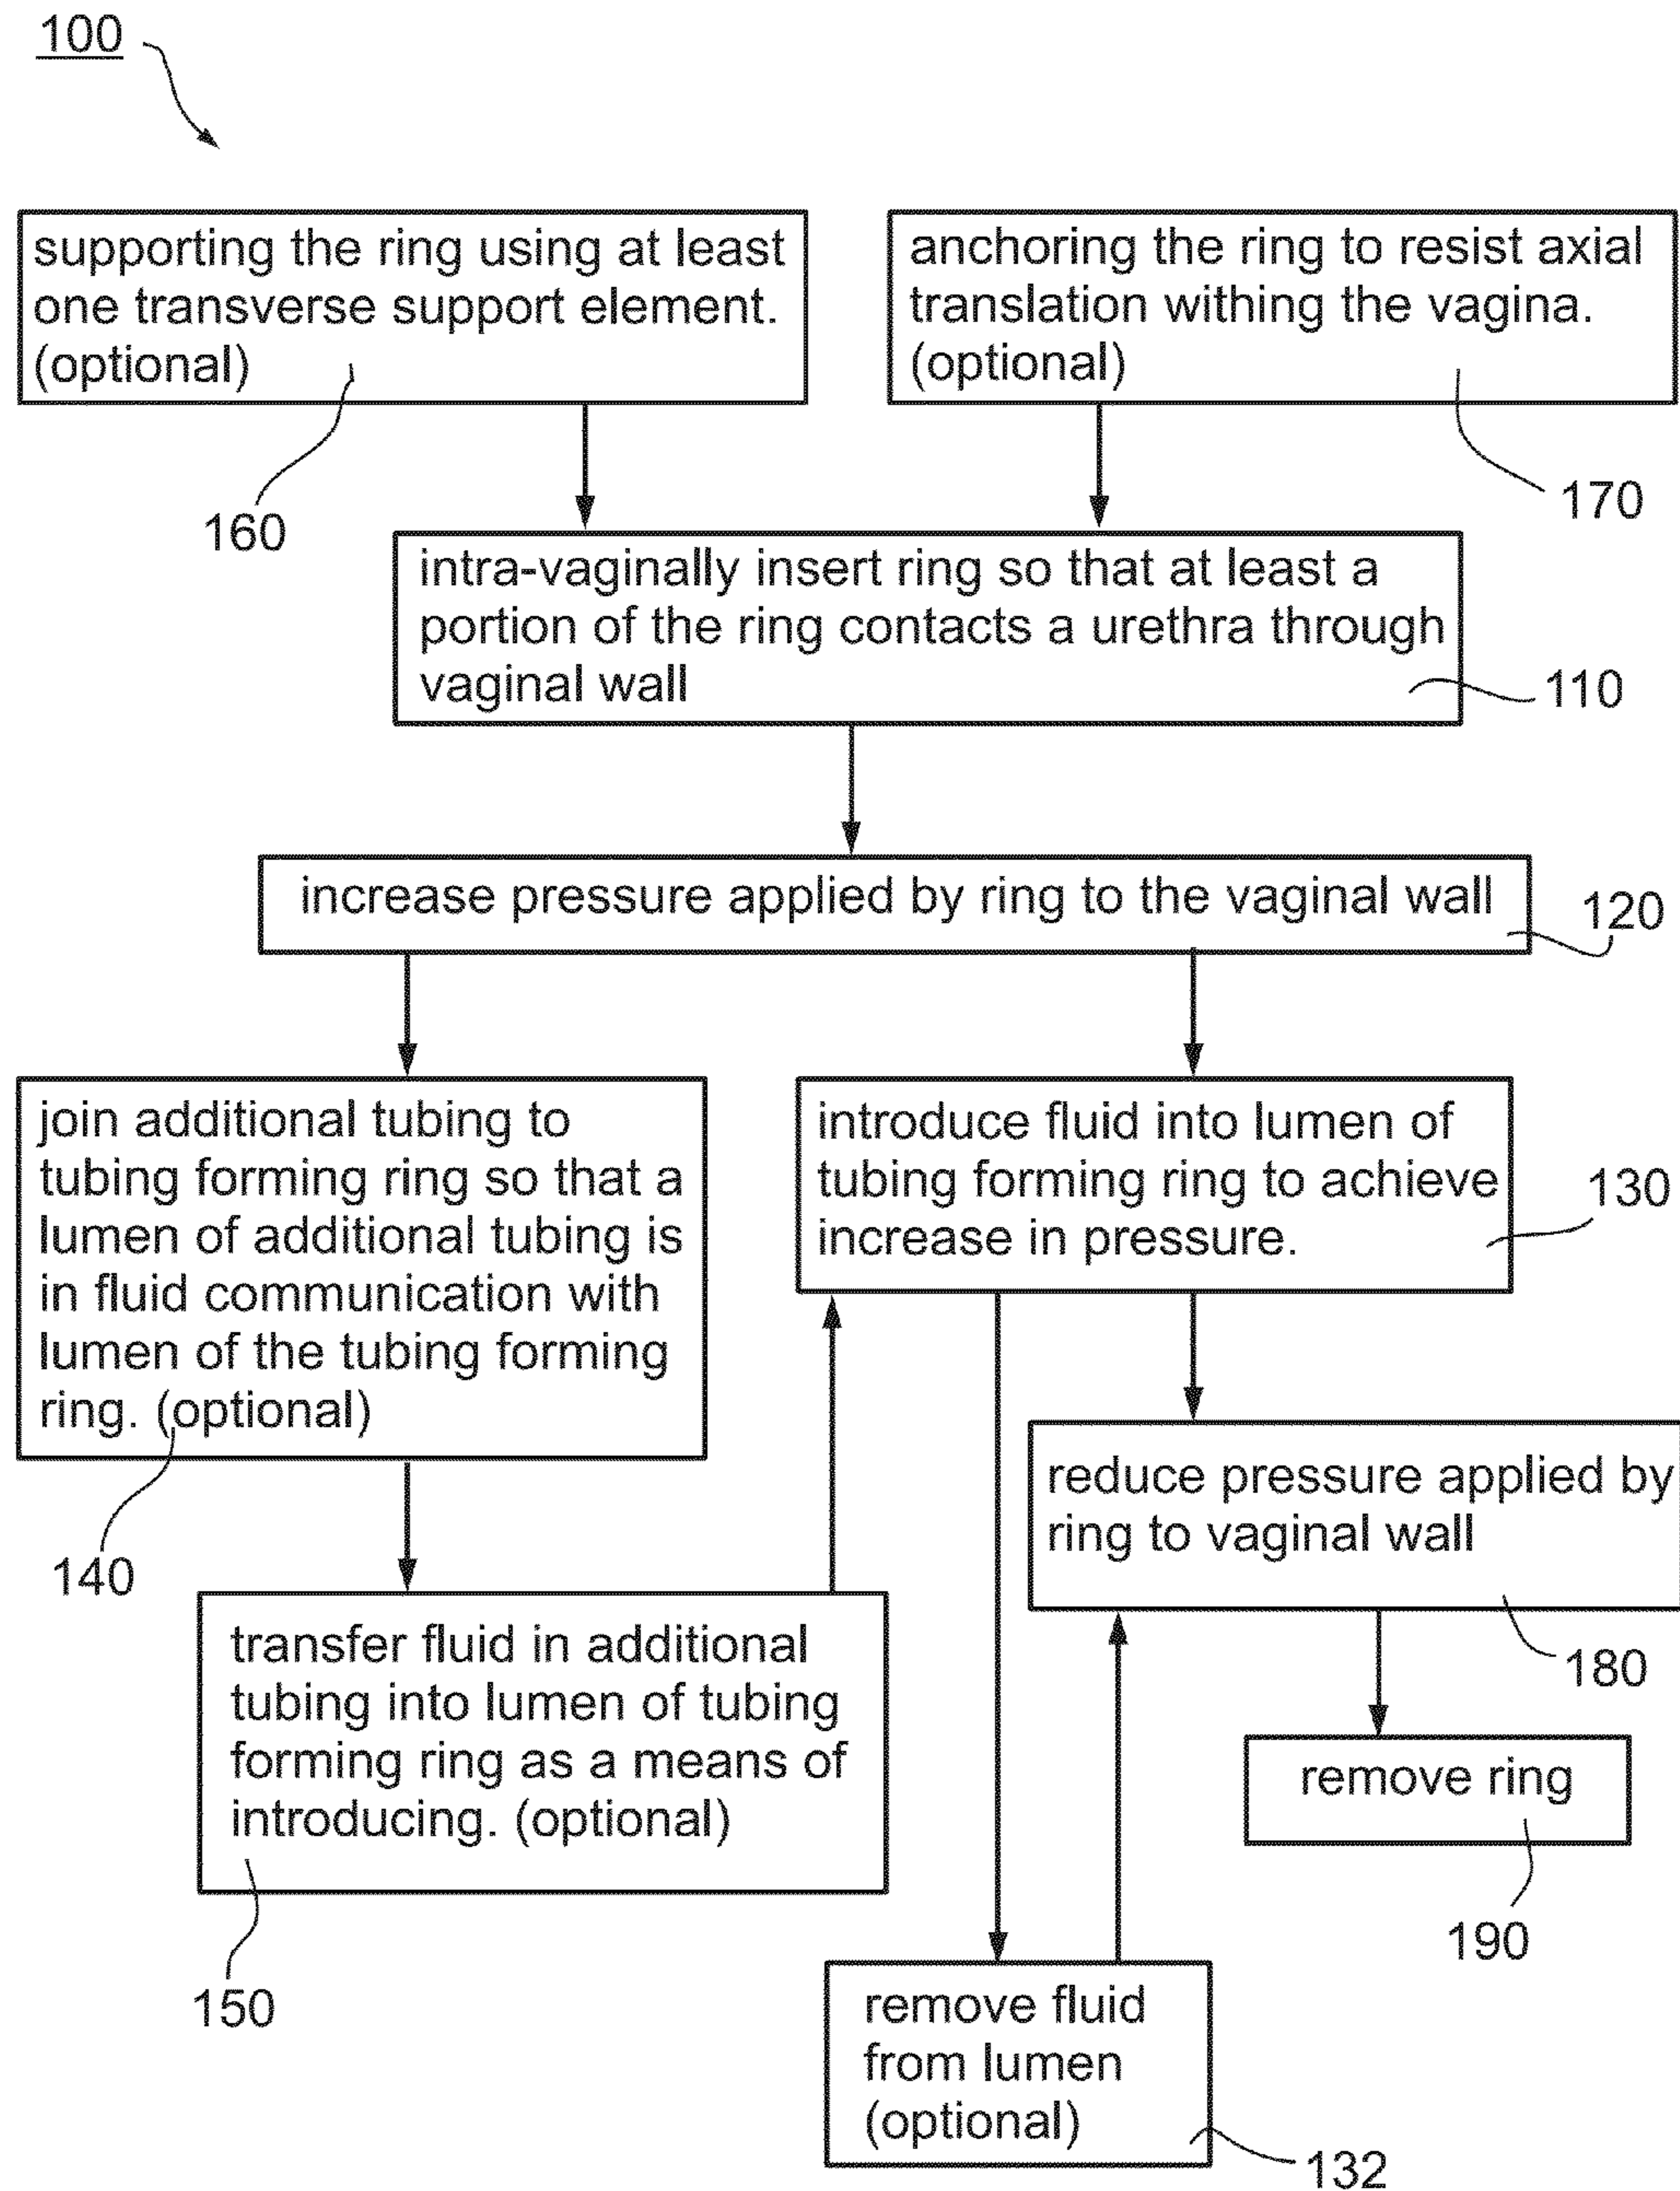 100
supporting the ring using at least
one transverse support element.
(optional)
160
anchoring the ring to resist axial
translation withing the vagina.
(optional)
170
intra-vaginally insert ring so that at least a
portion of the ring contacts a urethra through
vaginal wall
110
increase pressure applied by ring to the vaginal wall
120
join additional tubing to
tubing forming ring so that a
lumen of additional tubing is
in fluid communication with
lumen of the tubing forming
ring. (optional)
140
introduce fluid into lumen of
tubing forming ring to achieve
increase in pressure.
130
transfer fluid in additional
tubing into lumen of tubing
forming ring as a means of
introducing. (optional)
150
reduce pressure applied by
ring to vaginal wall
180
remove ring
190
remove fluid
from lumen
(optional)
132